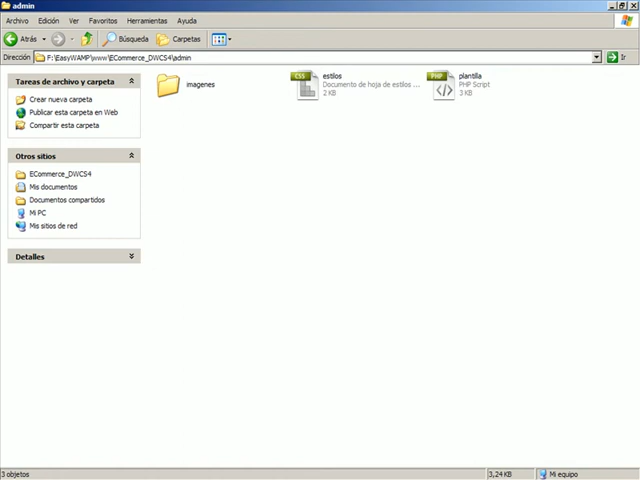 admin
Archivo Edición Ver Favoritos Herramientas Ayuda
Atrás Búsqueda Carpetas
Dirección F:\EasyWAMP\www\ECommerce_DWCS4\admin Ir
Tareas de archivo y carpeta
Crear nueva carpeta
Publicar esta carpeta en Web
Compartir esta carpeta
Otros sitios
ECommerce_DWCS4
Mis documentos
Documentos compartidos
Mi PC
Mis sitios de red
Detalles
imagenes
CSS
estilos
Documento de hoja de estilos ...
2 KB
PHP
plantilla
PHP Script
3 KB
3 objetos 3,24 KB Mi equipo